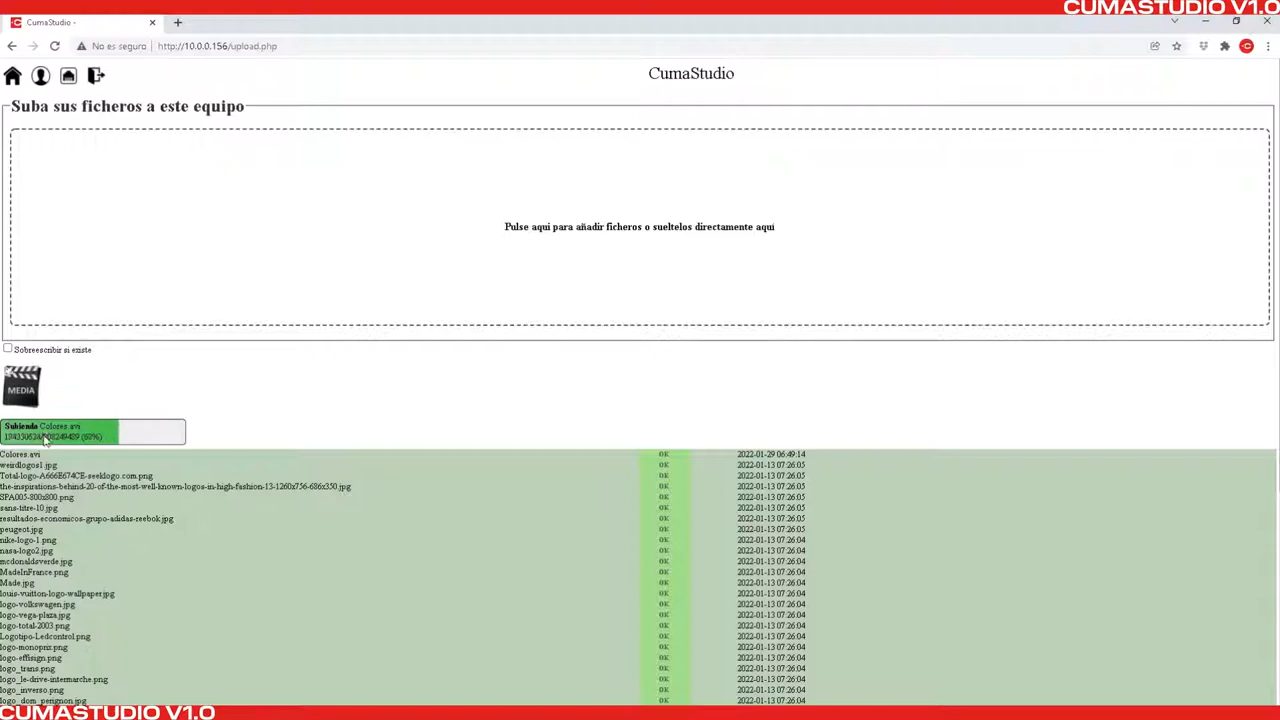 CUMASTUDIO V1.0
CumaStudio -
No es seguro
http://10.0.0.156/upload.php
CumaStudio
Suba sus ficheros a este equipo
Pulse aqui para añadir ficheros o sueltelos directamente aqui
Sobreescribir si existe
MEDIA
Subiendo Colores.avi
(63%)
Colores.avi OK 2022-01-29 06:49:14
weirdlogos1.jpg OK 2022-01-13 07:26:05
Total-logo-A666E674CE-seeklogo.com.png OK 2022-01-13 07:26:05
the-inspirations-behind-20-of-the-most-well-known-logos-in-high-fashion-13-1260x756-686x350.jpg OK 2022-01-13 07:26:05
SPA005-800x800.png OK 2022-01-13 07:26:05
sans-titre-10.jpg OK 2022-01-13 07:26:05
resultados-economicos-grupo-adidas-reebok.jpg OK 2022-01-13 07:26:05
peugeot.jpg OK 2022-01-13 07:26:05
nike-logo-1.png OK 2022-01-13 07:26:04
nasa-logo2.jpg OK 2022-01-13 07:26:04
mcdonaldsverde.jpg OK 2022-01-13 07:26:04
MadeInFrance.png OK 2022-01-13 07:26:04
Made.jpg OK 2022-01-13 07:26:04
louis-vuitton-logo-wallpaper.jpg OK 2022-01-13 07:26:04
logo-volkswagen.jpg OK 2022-01-13 07:26:04
logo-vega-plaza.jpg OK 2022-01-13 07:26:04
logo-total-2003.png OK 2022-01-13 07:26:04
Logotipo-Ledcontrol.png OK 2022-01-13 07:26:04
logo-monoprix.png OK 2022-01-13 07:26:04
logo-effisign.png OK 2022-01-13 07:26:04
logo_trans.png OK 2022-01-13 07:26:04
logo_le-drive-intermarche.png OK 2022-01-13 07:26:04
logo_inverso.png OK 2022-01-13 07:26:04
logo_dom_perignon.jpg OK 2022-01-13 07:26:04
CUMASTUDIO V1.0